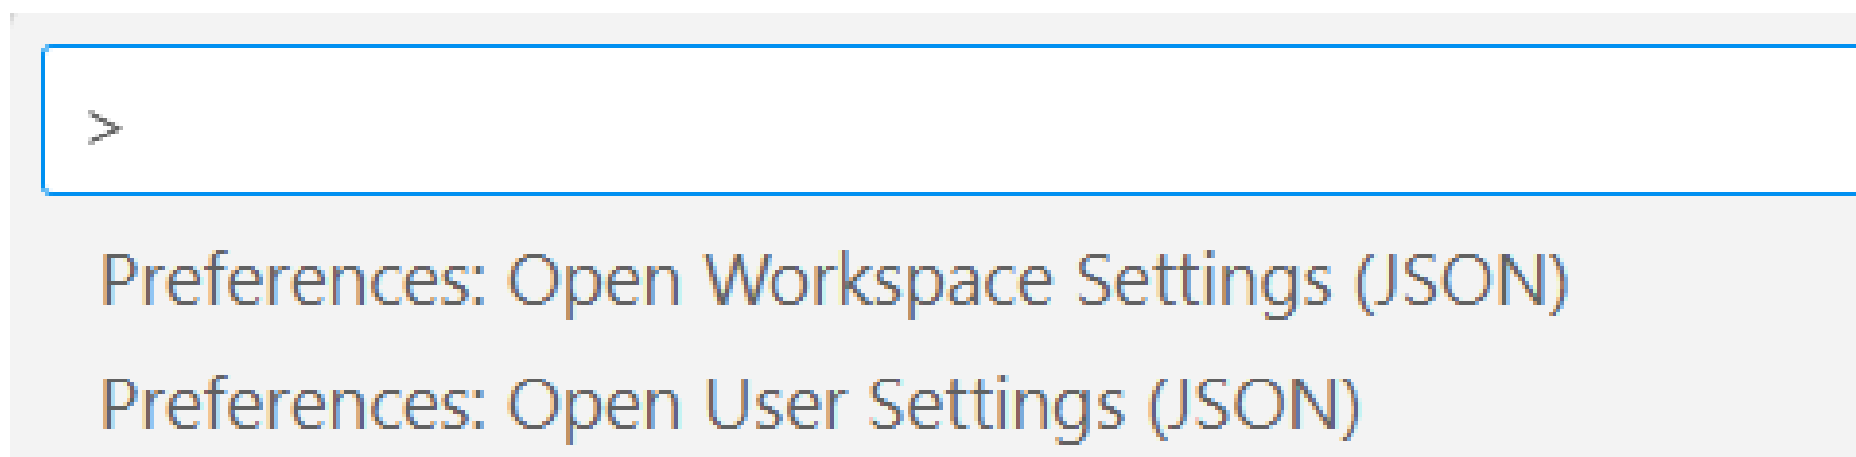 >
Preferences: Open Workspace Settings (JSON)
Preferences: Open User Settings (JSON)